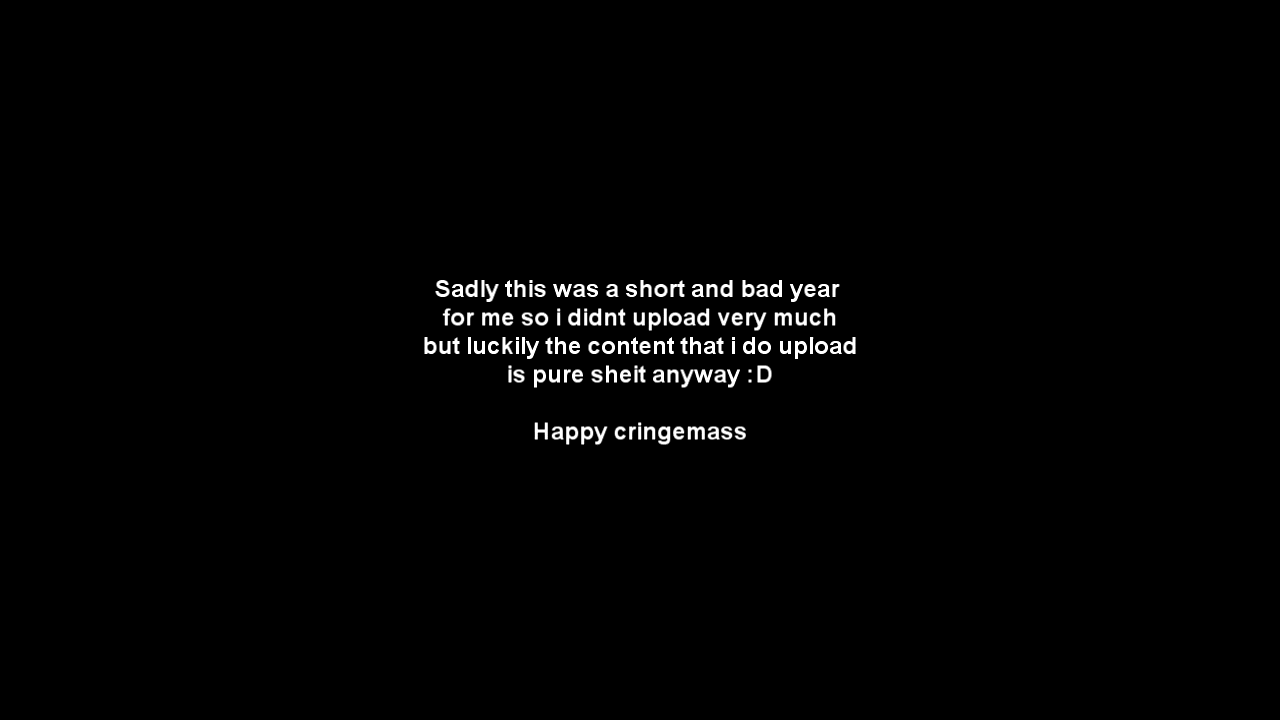 Sadly this was a short and bad year
for me so i didnt upload very much
but luckily the content that i do upload
is pure sheit anyway :D
Happy cringemass